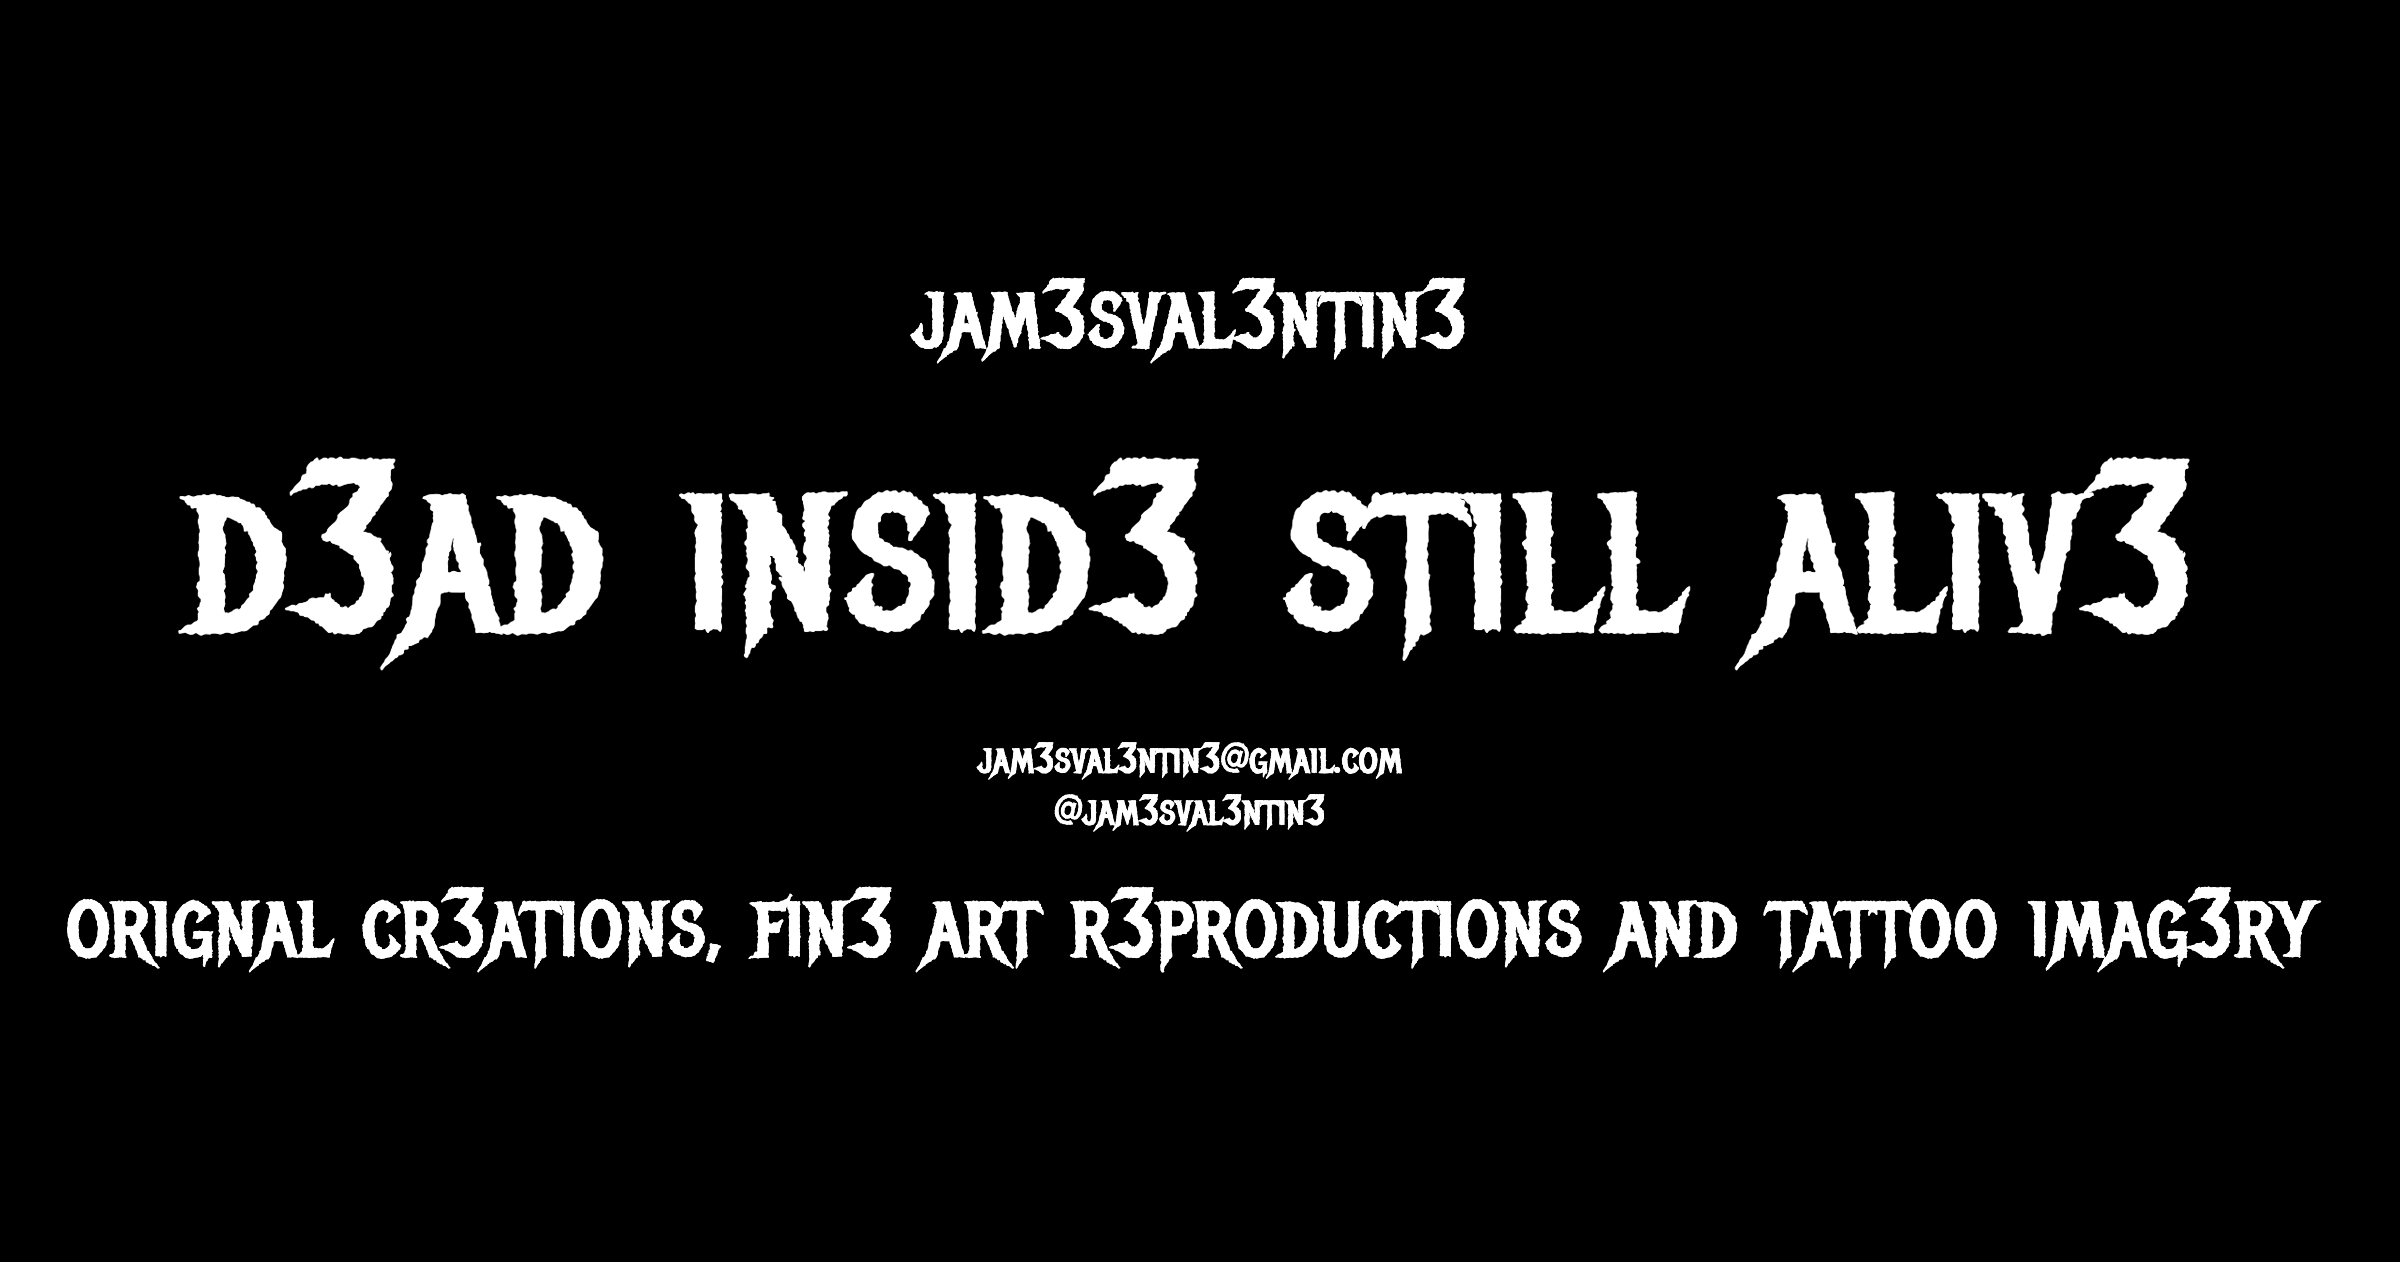 JAM3SVAL3NTIN3
D3AD INSID3 STILL ALIV3
JAM3SVAL3NTIN3@GMAIL.COM
@JAM3SVAL3NTIN3
ORIGNAL CR3ATIONS, FIN3 ART R3PRODUCTIONS AND TATTOO IMAG3RY